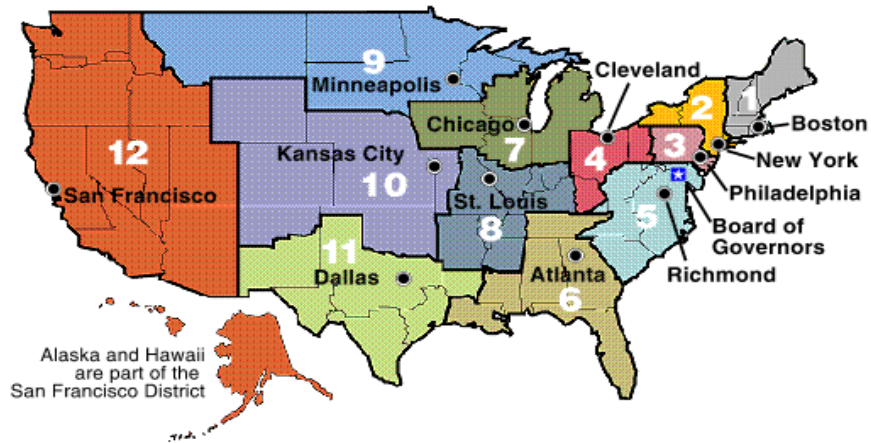 9
Minneapolis
Cleveland
1
2
Chicago
7
Boston
12
Kansas City
4
3
New York
10
San Francisco
St. Louis
Philadelphia
5
8
Board of
Governors
11
Dallas
Atlanta
Richmond
6
Alaska and Hawaii
are part of the
San Francisco District